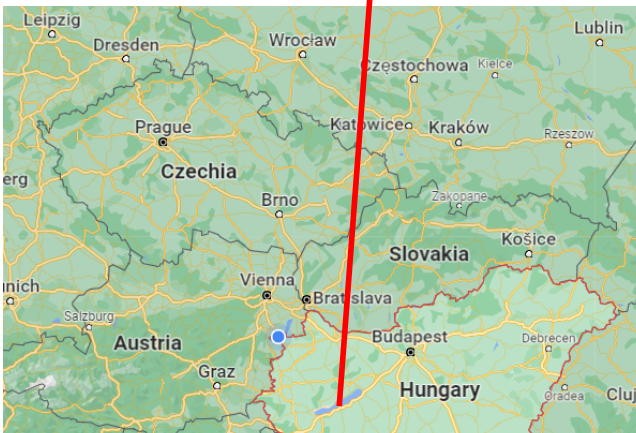 Leipzig
Dresden
Wrocław
Lublin
Częstochowa
Kielce
Prague
Katowice
Kraków
Rzeszow
Czechia
erg
Brno
Zakopane
Slovakia
Košice
nich
Vienna
Bratislava
Salzburg
Austria
Budapest
Debrecen
Graz
Hungary
Oradea
Cluj